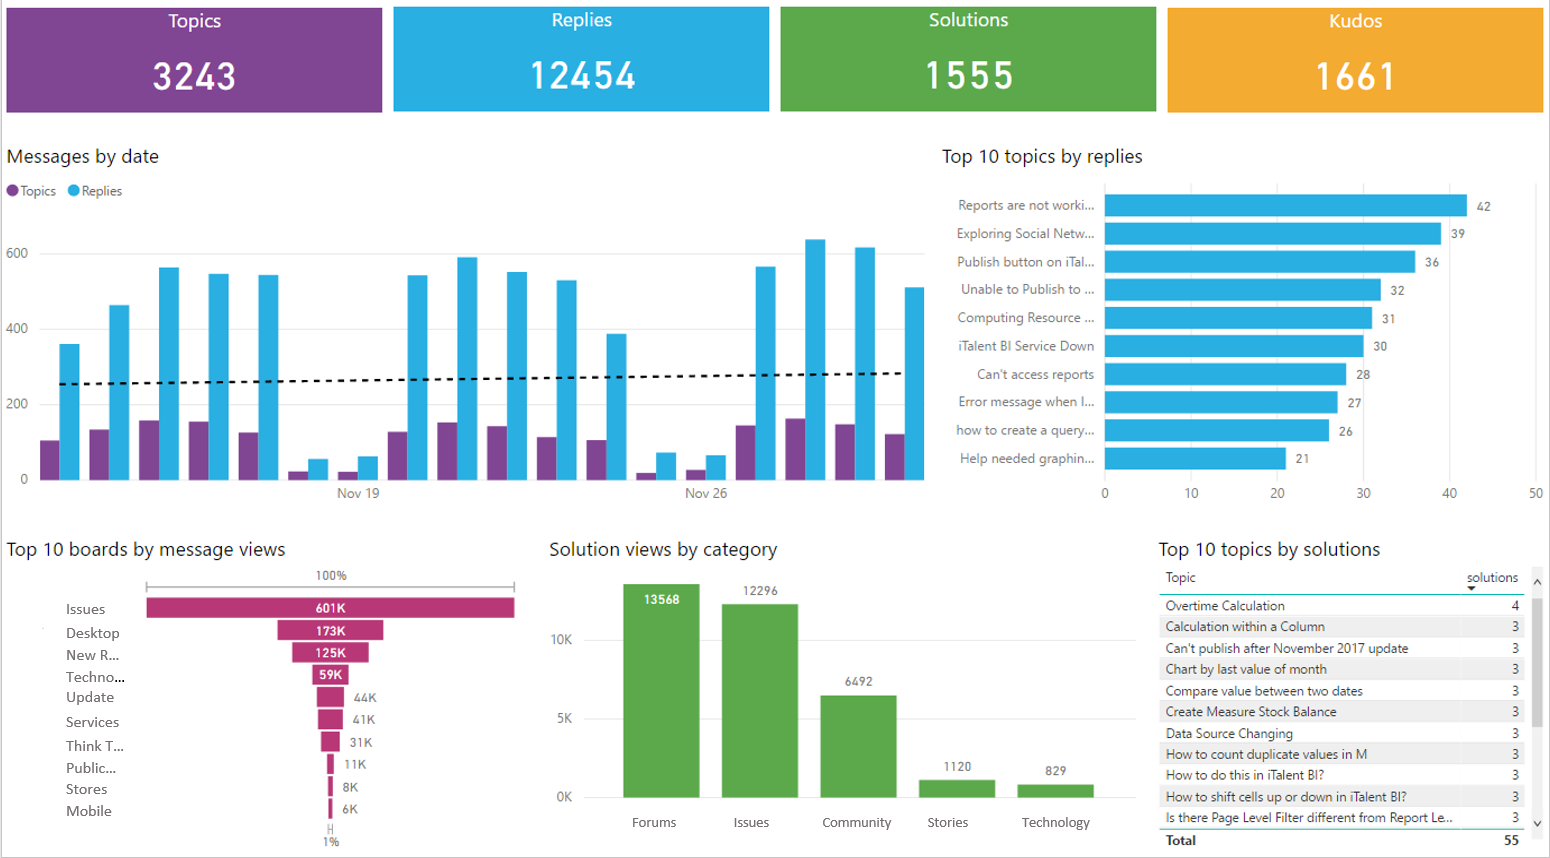 Topics
3243
Replies
12454
Solutions
1555
Kudos
1661
Messages by date
Topics Replies
600
400
200
0
Nov 19 Nov 26
Top 10 topics by replies
Reports are not worki... 42
Exploring Social Netw... 39
Publish button on iTal... 36
Unable to Publish to ... 32
Computing Resource ... 31
iTalent BI Service Down 30
Can't access reports 28
Error message when I... 27
how to create a query... 26
Help needed graphin... 21
0 10 20 30 40 50
Top 10 boards by message views
100%
Issues 601K
Desktop 173K
New R... 125K
Techno... 59K
Update 44K
Services 41K
Think T... 31K
Public... 11K
Stores 8K
Mobile 6K
1%
Solution views by category
10K
5K
0K
13568
12296
6492
1120
829
Forums Issues Community Stories Technology
Top 10 topics by solutions
Topic solutions
Overtime Calculation 4
Calculation within a Column 3
Can't publish after November 2017 update 3
Chart by last value of month 3
Compare value between two dates 3
Create Measure Stock Balance 3
Data Source Changing 3
How to count duplicate values in M 3
How to do this in iTalent BI? 3
How to shift cells up or down in iTalent BI? 3
Is there Page Level Filter different from Report Le... 3
Total 55